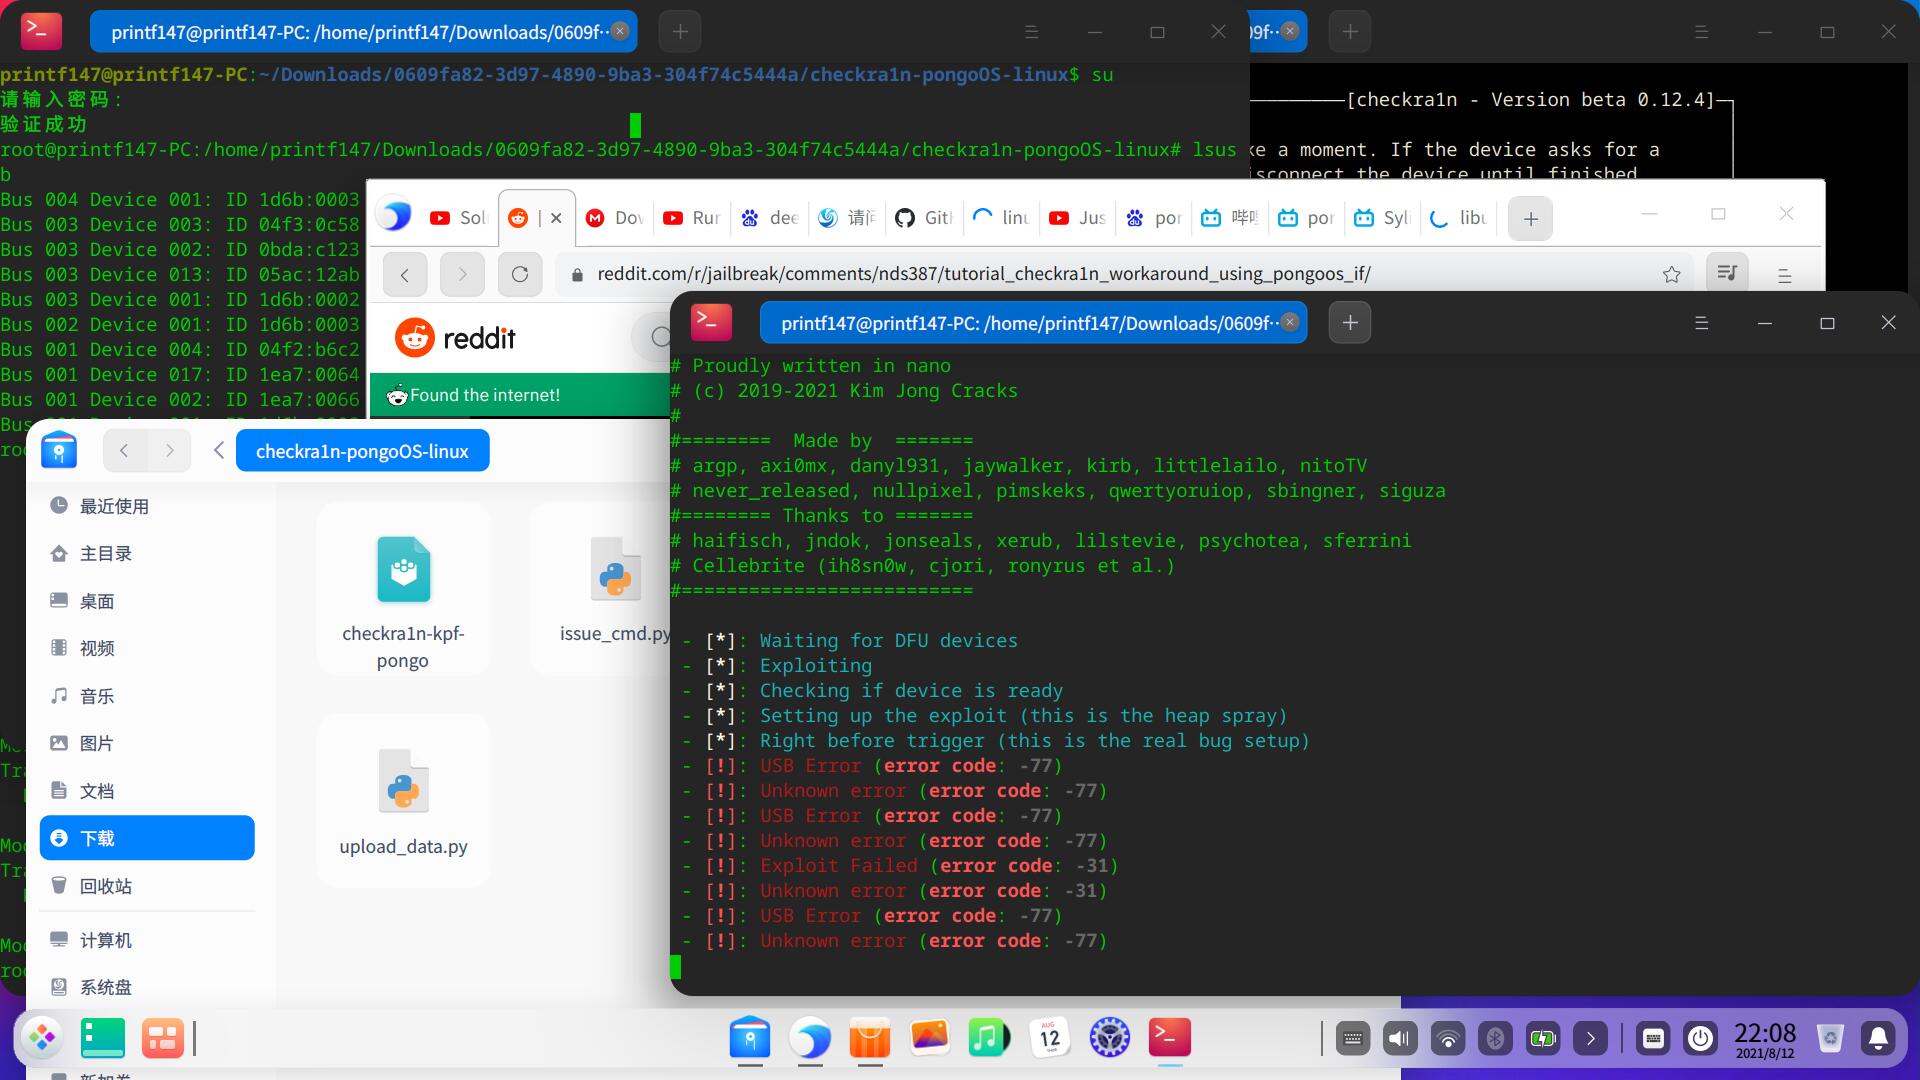 printf147@printf147-PC: /home/printf147/Downloads/0609f··
09f··
printf147@printf147-PC:~/Downloads/0609fa82-3d97-4890-9ba3-304f74c5444a/checkra1n-pongoOS-linux$ su
请输入密码:
验证成功
root@printf147-PC:/home/printf147/Downloads/0609fa82-3d97-4890-9ba3-304f74c5444a/checkra1n-pongoOS-linux# lsus
b
Bus 004 Device 001: ID 1d6b:0003
Bus 003 Device 003: ID 04f3:0c58
Bus 003 Device 002: ID 0bda:c123
Bus 003 Device 013: ID 05ac:12ab
Bus 003 Device 001: ID 1d6b:0002
Bus 002 Device 001: ID 1d6b:0003
Bus 001 Device 004: ID 04f2:b6c2
Bus 001 Device 017: ID 1ea7:0064
Bus 001 Device 002: ID 1ea7:0066
[checkra1n - Version beta 0.12.4]
ke a moment. If the device asks for a
isconnect the device until finished
Sol
Dov
Rur
dee
请问
Git
linu
Jus
por
哔哩
por
Syl
libu
reddit.com/r/jailbreak/comments/nds387/tutorial_checkra1n_workaround_using_pongoos_if/
reddit
Found the internet!
checkra1n-pongoOS-linux
最近使用
主目录
桌面
视频
音乐
图片
文档
下载
回收站
计算机
系统盘
checkra1n-kpf-
pongo
issue_cmd.py
upload_data.py
printf147@printf147-PC: /home/printf147/Downloads/0609f··
# Proudly written in nano
# (c) 2019-2021 Kim Jong Cracks
#
#======== Made by =======
# argp, axi0mx, danyl931, jaywalker, kirb, littlelailo, nitoTV
# never_released, nullpixel, pimskeks, qwertyoruiop, sbingner, siguza
#======== Thanks to =======
# haifisch, jndok, jonseals, xerub, lilstevie, psychotea, sferrini
# Cellebrite (ih8sn0w, cjori, ronyrus et al.)
#==========================
- [*]: Waiting for DFU devices
- [*]: Exploiting
- [*]: Checking if device is ready
- [*]: Setting up the exploit (this is the heap spray)
- [*]: Right before trigger (this is the real bug setup)
- [!]: USB Error (error code: -77)
- [!]: Unknown error (error code: -77)
- [!]: USB Error (error code: -77)
- [!]: Unknown error (error code: -77)
- [!]: Exploit Failed (error code: -31)
- [!]: Unknown error (error code: -31)
- [!]: USB Error (error code: -77)
- [!]: Unknown error (error code: -77)
AUG
12
22:08
2021/8/12